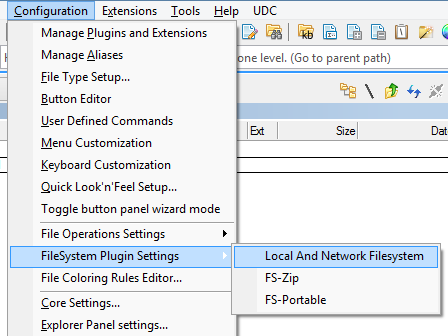 Configuration Extensions Tools Help UDC
one level. (Go to parent path)
Manage Plugins and Extensions
Manage Aliases
File Type Setup...
Button Editor
User Defined Commands
Menu Customization
Ext Size Dat
Keyboard Customization
Quick Look'n'Feel Setup...
Toggle button panel wizard mode
File Operations Settings
FileSystem Plugin Settings
Local And Network Filesystem
File Coloring Rules Editor...
FS-Zip
Core Settings...
FS-Portable
Explorer Panel settings...